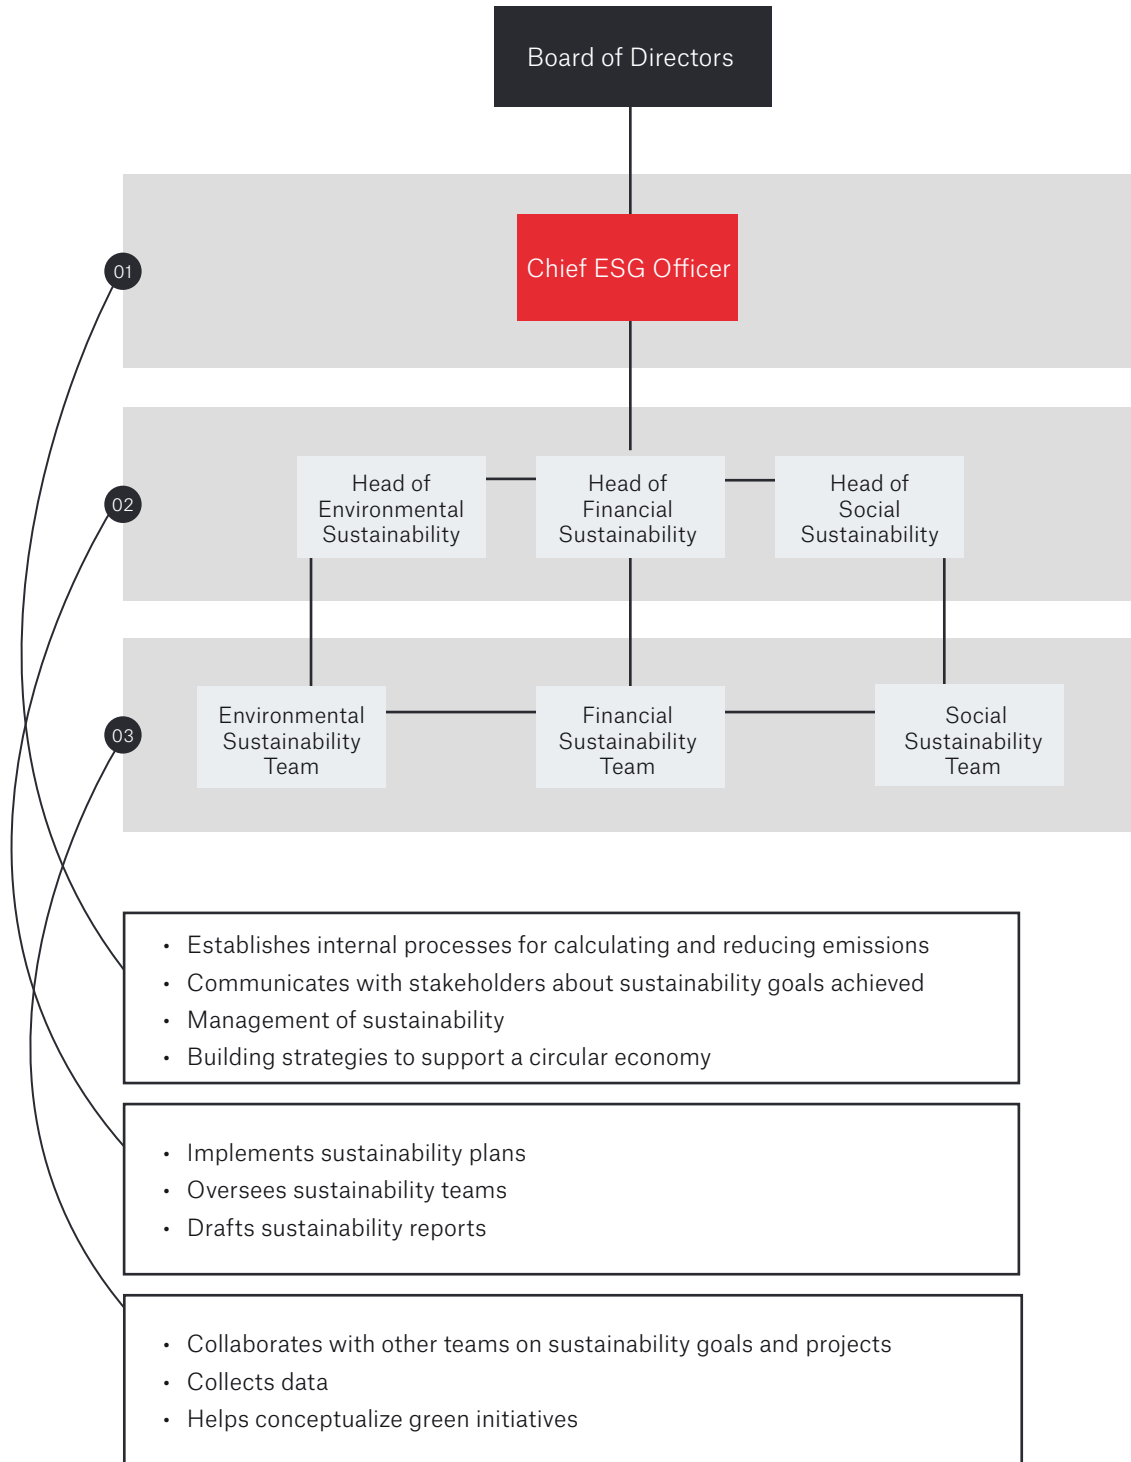 Board of Directors
01
Chief ESG Officer
02
Head of
Environmental
Sustainability
Head of
Financial
Sustainability
Head of
Social
Sustainability
03
Environmental
Sustainability
Team
Financial
Sustainability
Team
Social
Sustainability
Team
• Establishes internal processes for calculating and reducing emissions
• Communicates with stakeholders about sustainability goals achieved
• Management of sustainability
• Building strategies to support a circular economy
• Implements sustainability plans
• Oversees sustainability teams
• Drafts sustainability reports
• Collaborates with other teams on sustainability goals and projects
• Collects data
• Helps conceptualize green initiatives